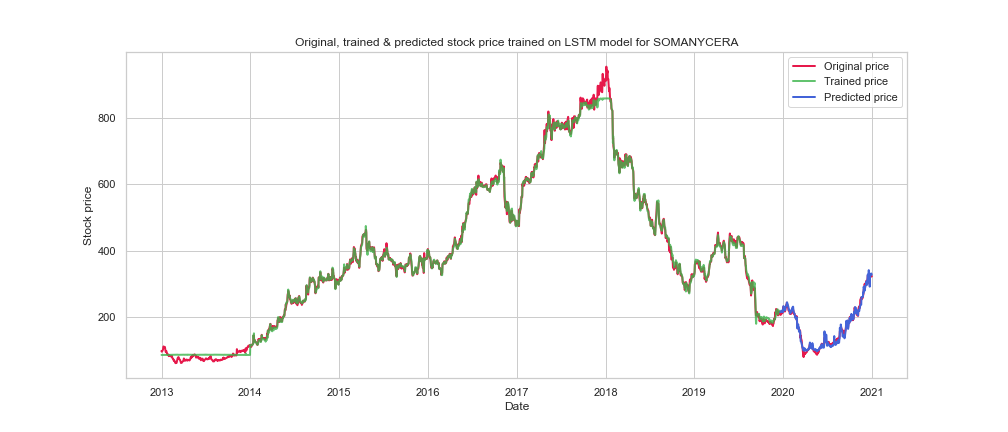 Original, trained & predicted stock price trained on LSTM model for SOMANYCERA
Original price
Trained price
Predicted price
800
600
400
200
Stock price
2013 2014 2015 2016 2017 2018 2019 2020 2021
Date